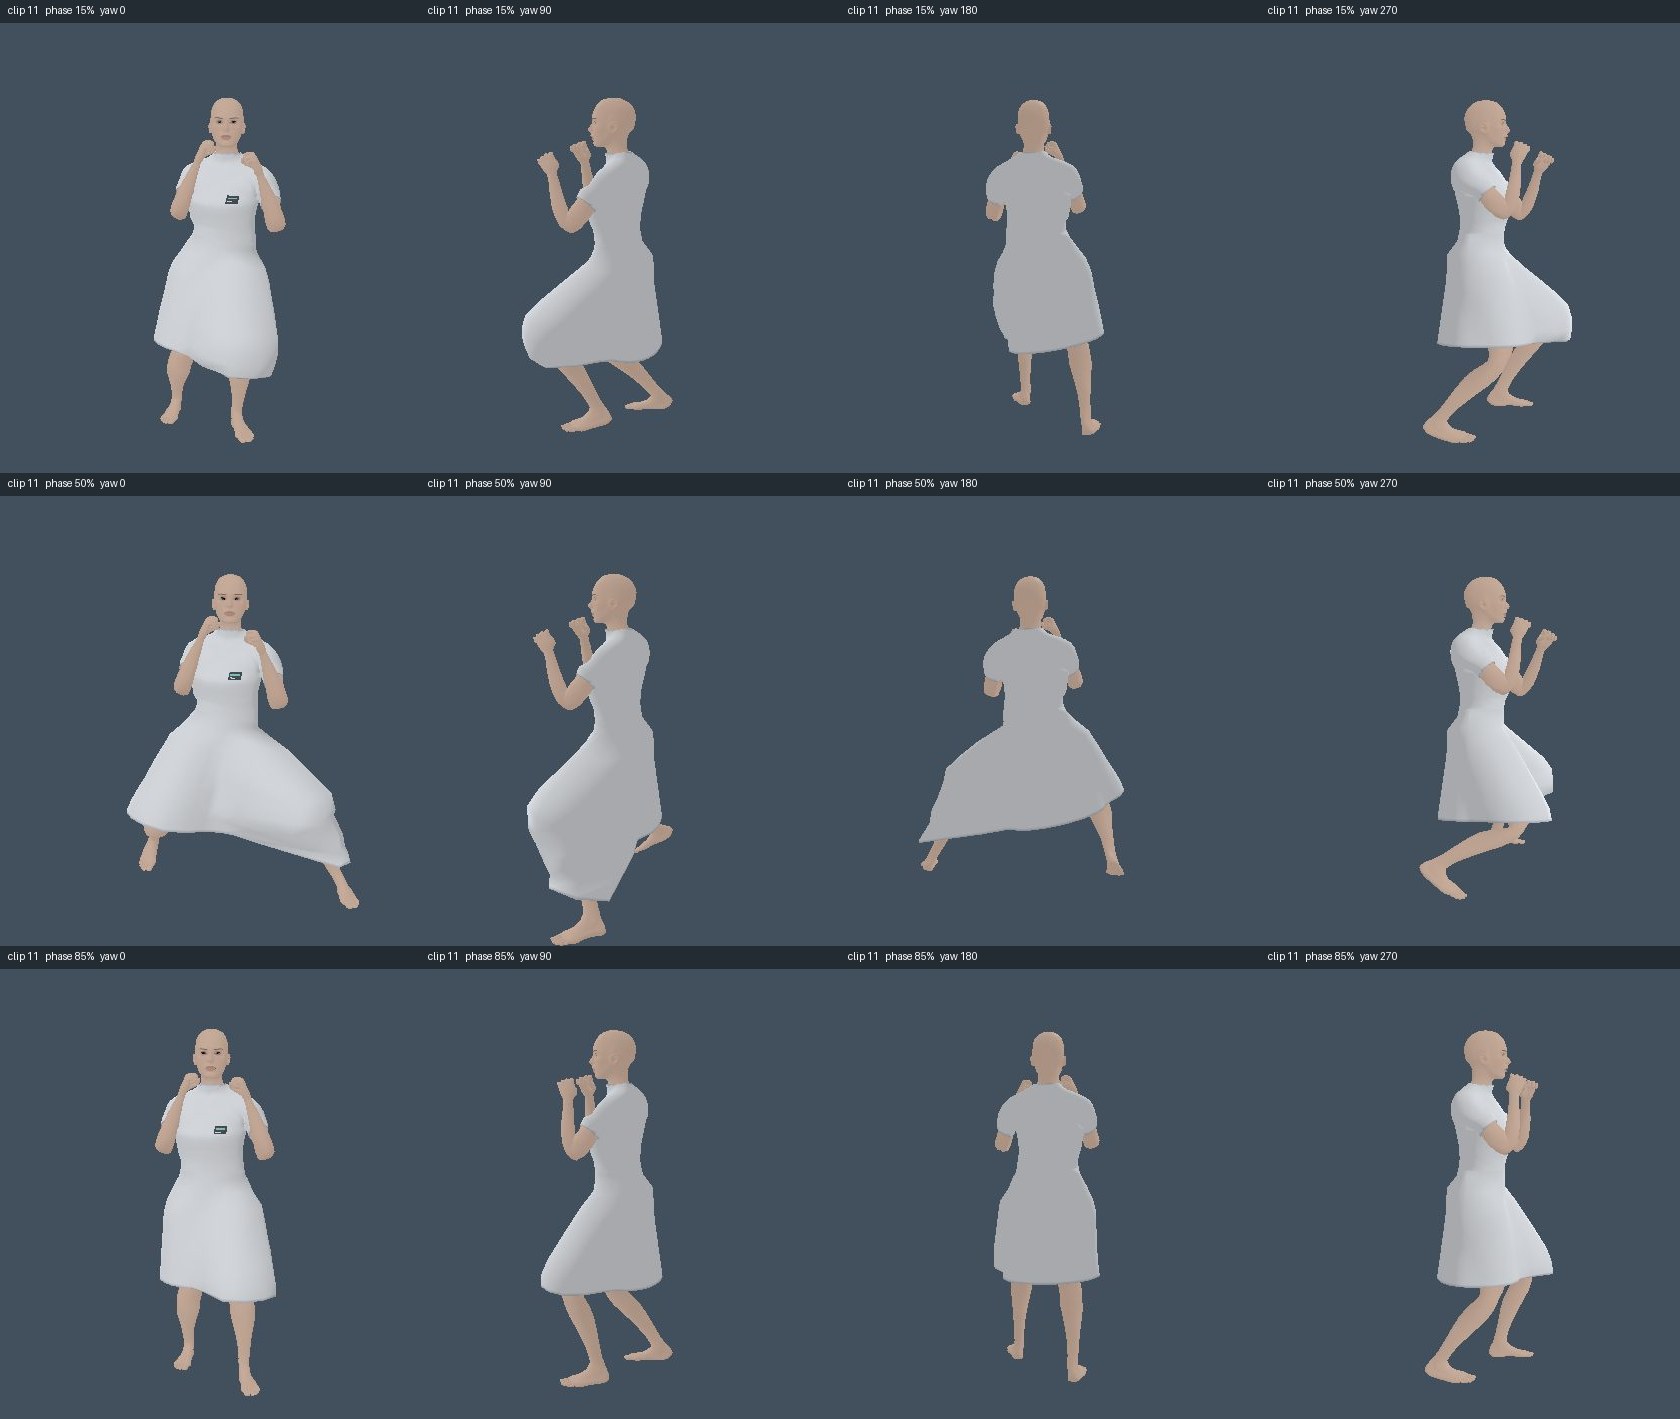 clip 11 phase 15% yaw 0
clip 11 phase 15% yaw 90
clip 11 phase 15% yaw 180
clip 11 phase 15% yaw 270
clip 11 phase 50% yaw 0
clip 11 phase 50% yaw 90
clip 11 phase 50% yaw 180
clip 11 phase 50% yaw 270
clip 11 phase 85% yaw 0
clip 11 phase 85% yaw 90
clip 11 phase 85% yaw 180
clip 11 phase 85% yaw 270